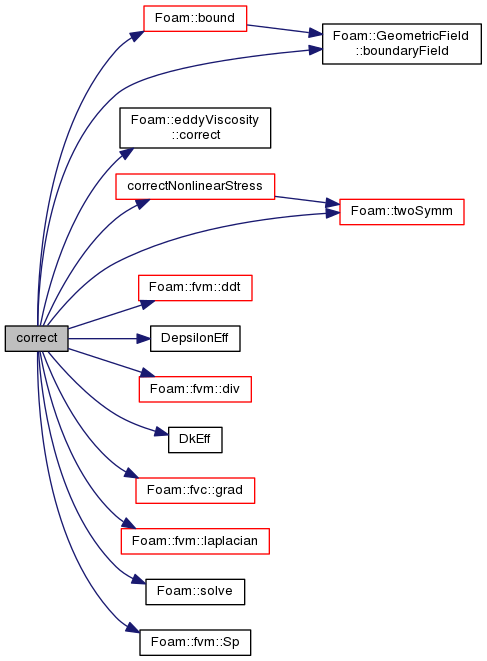 Foam::bound
Foam::GeometricField
::boundaryField
Foam::eddyViscosity
::correct
correctNonlinearStress
Foam::twoSymm
Foam::fvm::ddt
correct
DepsilonEff
Foam::fvm::div
DkEff
Foam::fvc::grad
Foam::fvm::laplacian
Foam::solve
Foam::fvm::Sp